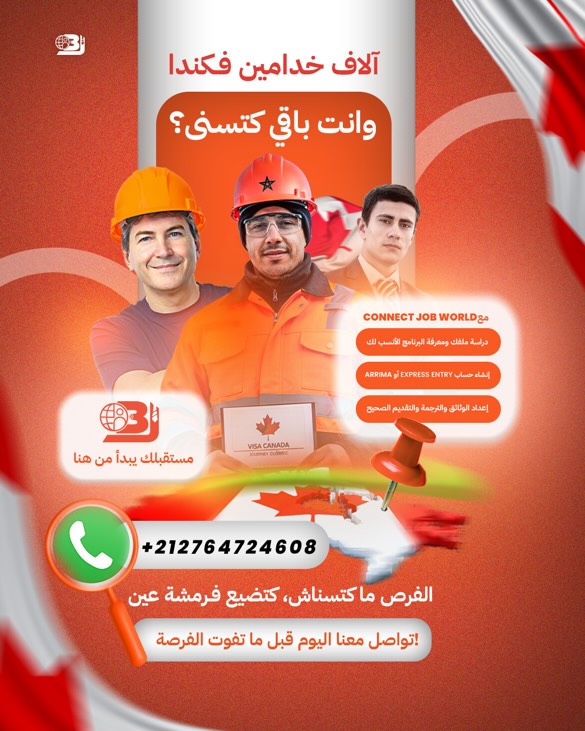 آلاف خدامين فكندا
وانت باقي كتسنى؟
مع CONNECT JOB WORLD
دراسة ملفك ومعرفة البرنامج الأنسب لك
إنشاء حساب EXPRESS ENTRY أو ARRIMA
إعداد الوثائق والترجمة والتقديم الصحيح
VISA CANADA
JOURNEY QUÉBEC
مستقبلك يبدأ من هنا
+212764724608
الفرص ما كتسناش، كتضيع فرمشة عين
تواصل معنا اليوم قبل ما تفوت الفرصة!